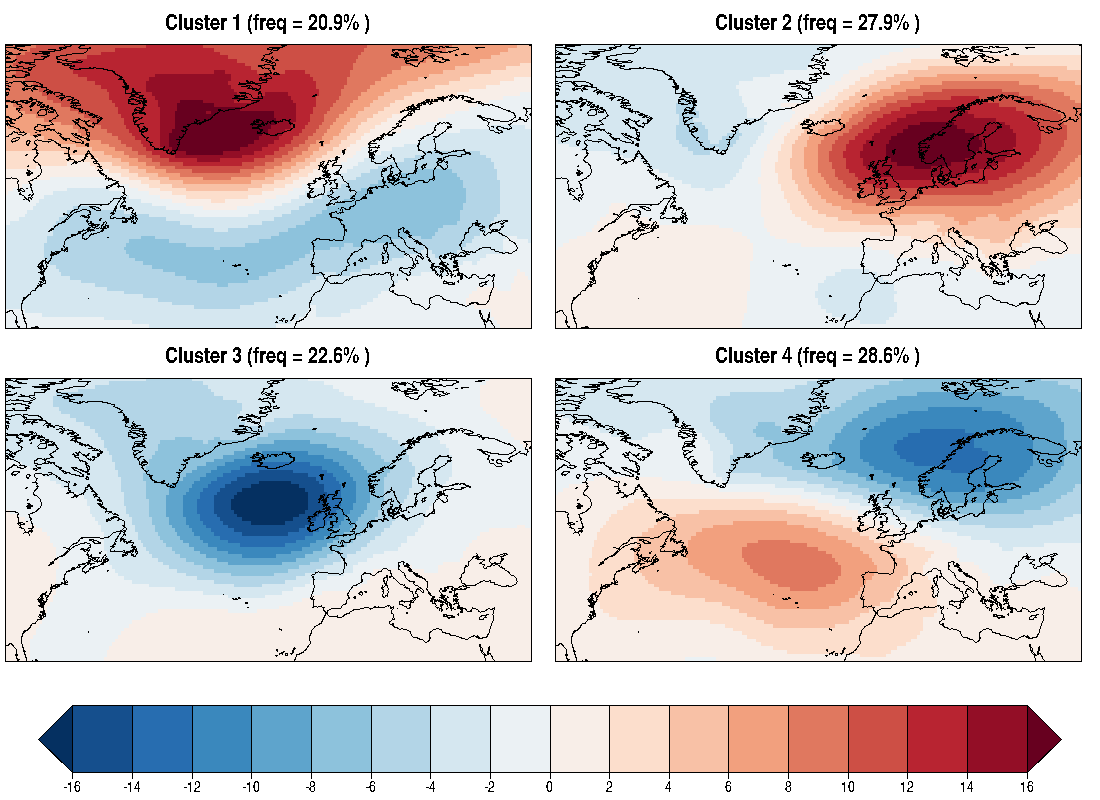 Cluster 1 (freq = 20.9% )
Cluster 2 (freq = 27.9% )
Cluster 3 (freq = 22.6% )
Cluster 4 (freq = 28.6% )
-16 -14 -12 -10 -8 -6 -4 -2 0 2 4 6 8 10 12 14 16